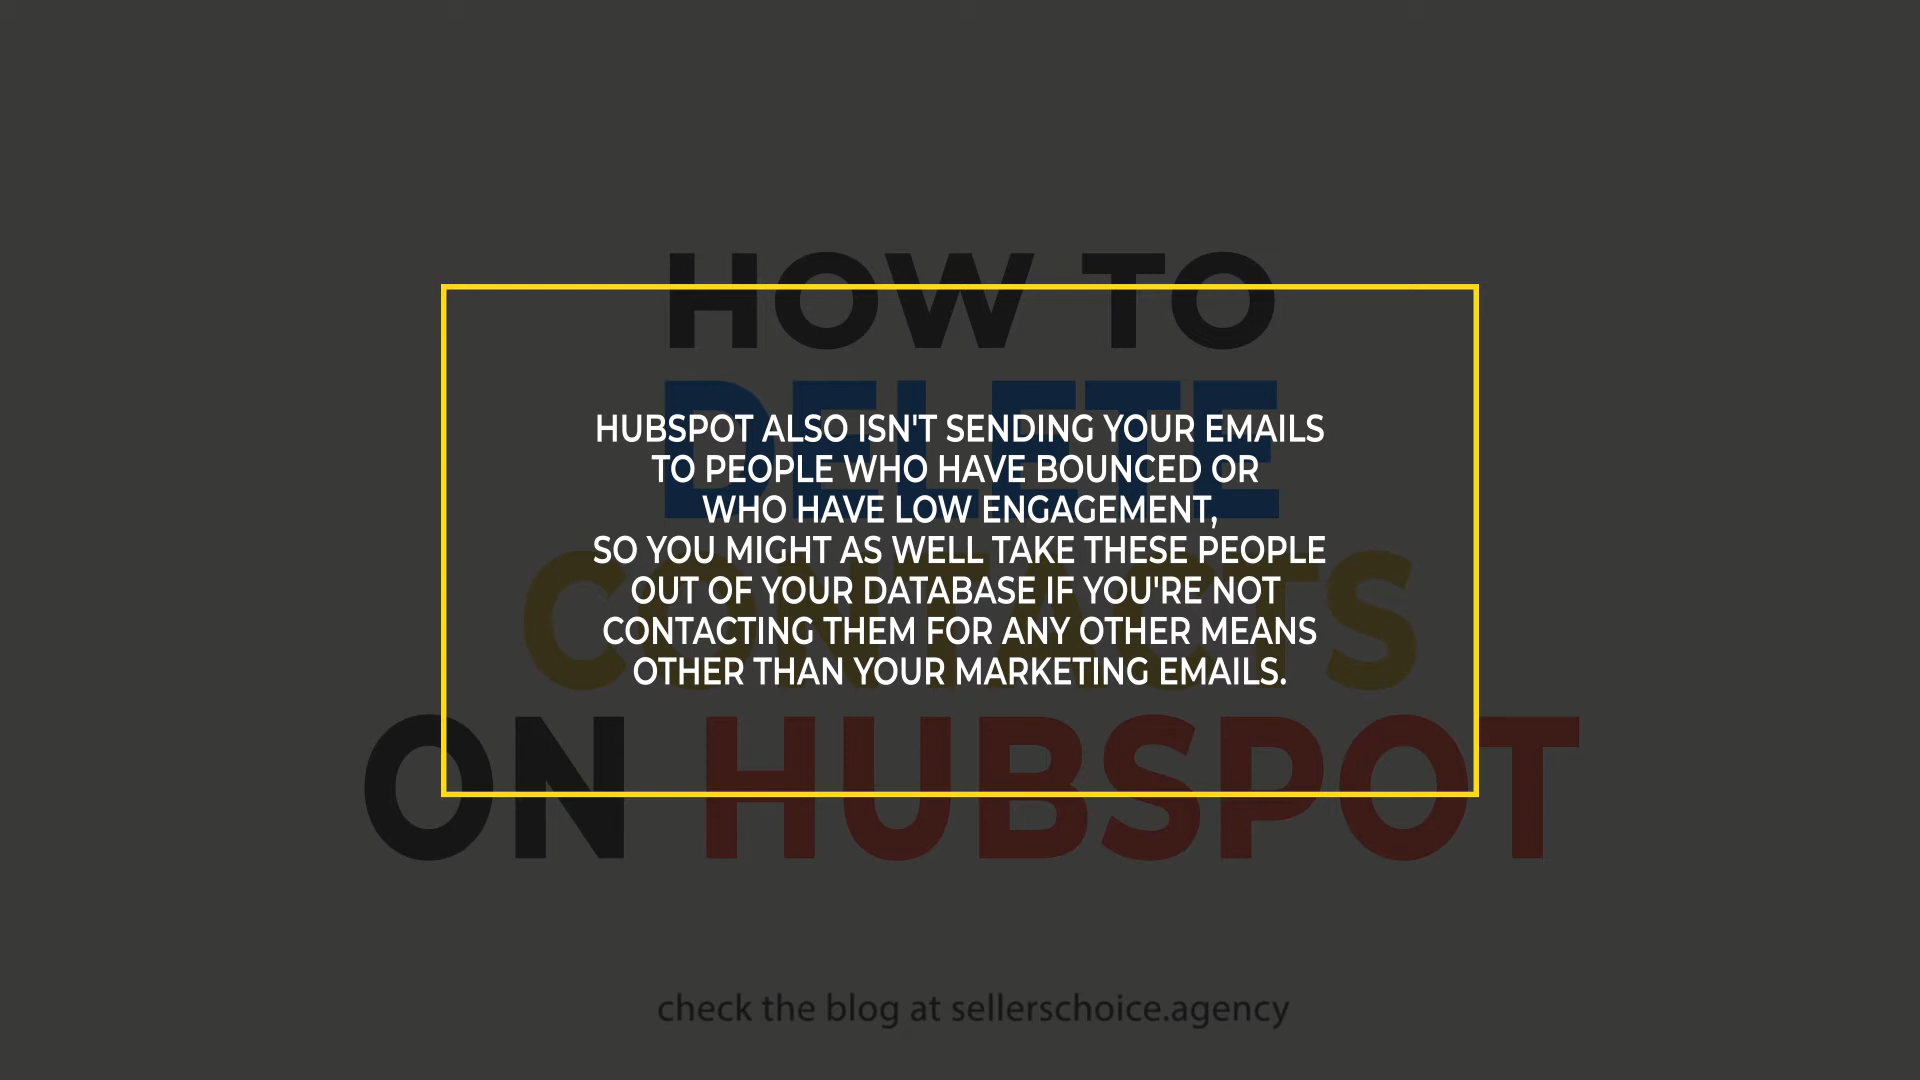 HOW TO
DELETE
CONTACTS
ON HUBSPOT
HUBSPOT ALSO ISN'T SENDING YOUR EMAILS
TO PEOPLE WHO HAVE BOUNCED OR
WHO HAVE LOW ENGAGEMENT,
SO YOU MIGHT AS WELL TAKE THESE PEOPLE
OUT OF YOUR DATABASE IF YOU'RE NOT
CONTACTING THEM FOR ANY OTHER MEANS
OTHER THAN YOUR MARKETING EMAILS.
check the blog at sellerschoice.agency